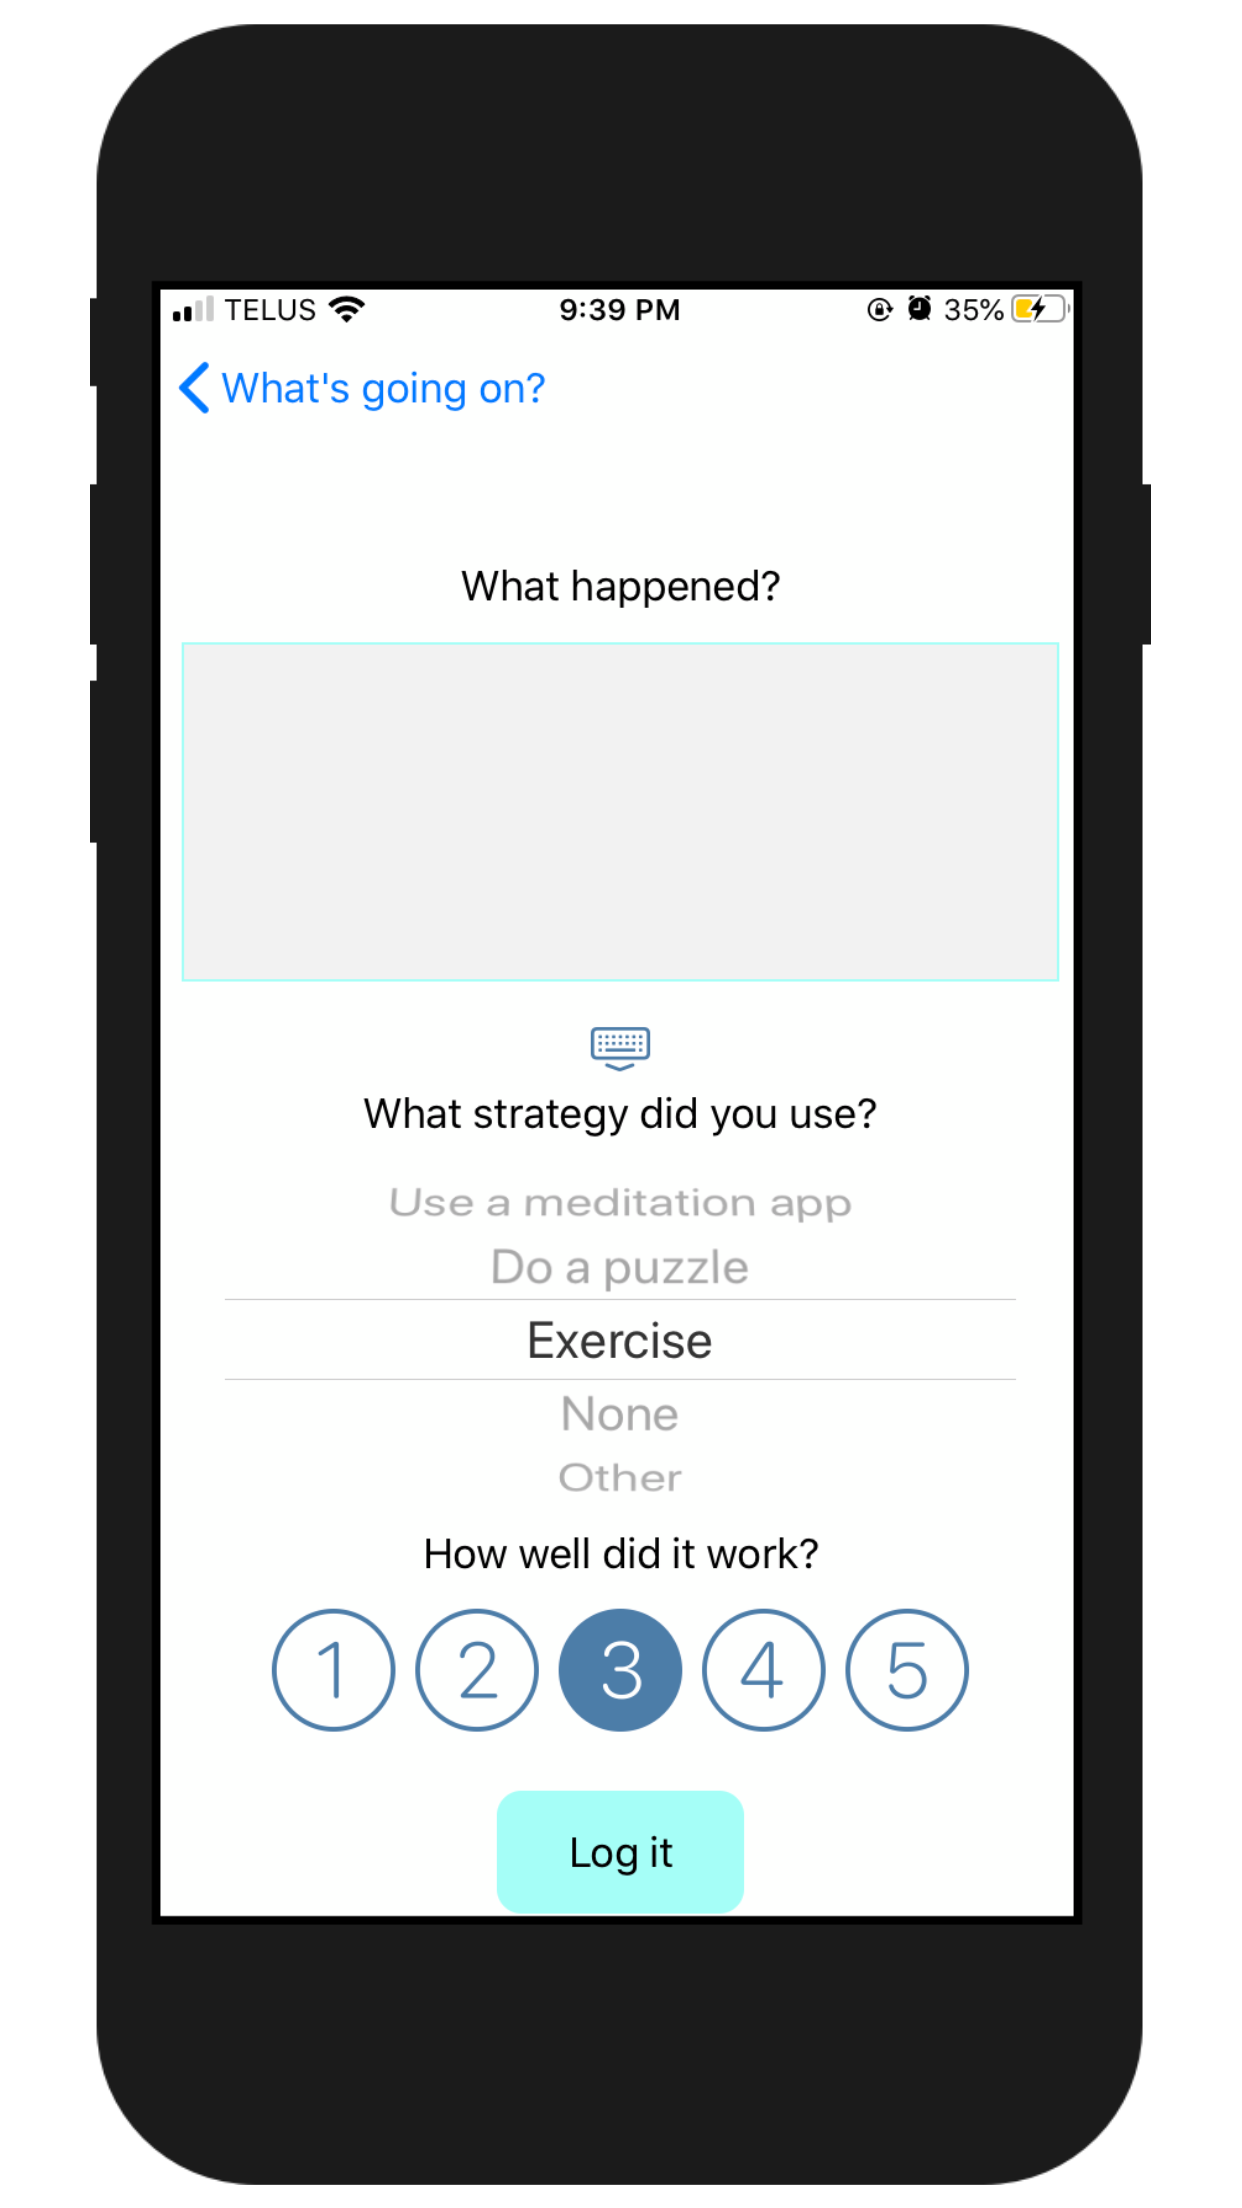 TELUS 9:39 PM 35%
What's going on?
What happened?
What strategy did you use?
Use a meditation app
Do a puzzle
Exercise
None
Other
How well did it work?
1 2 3 4 5
Log it